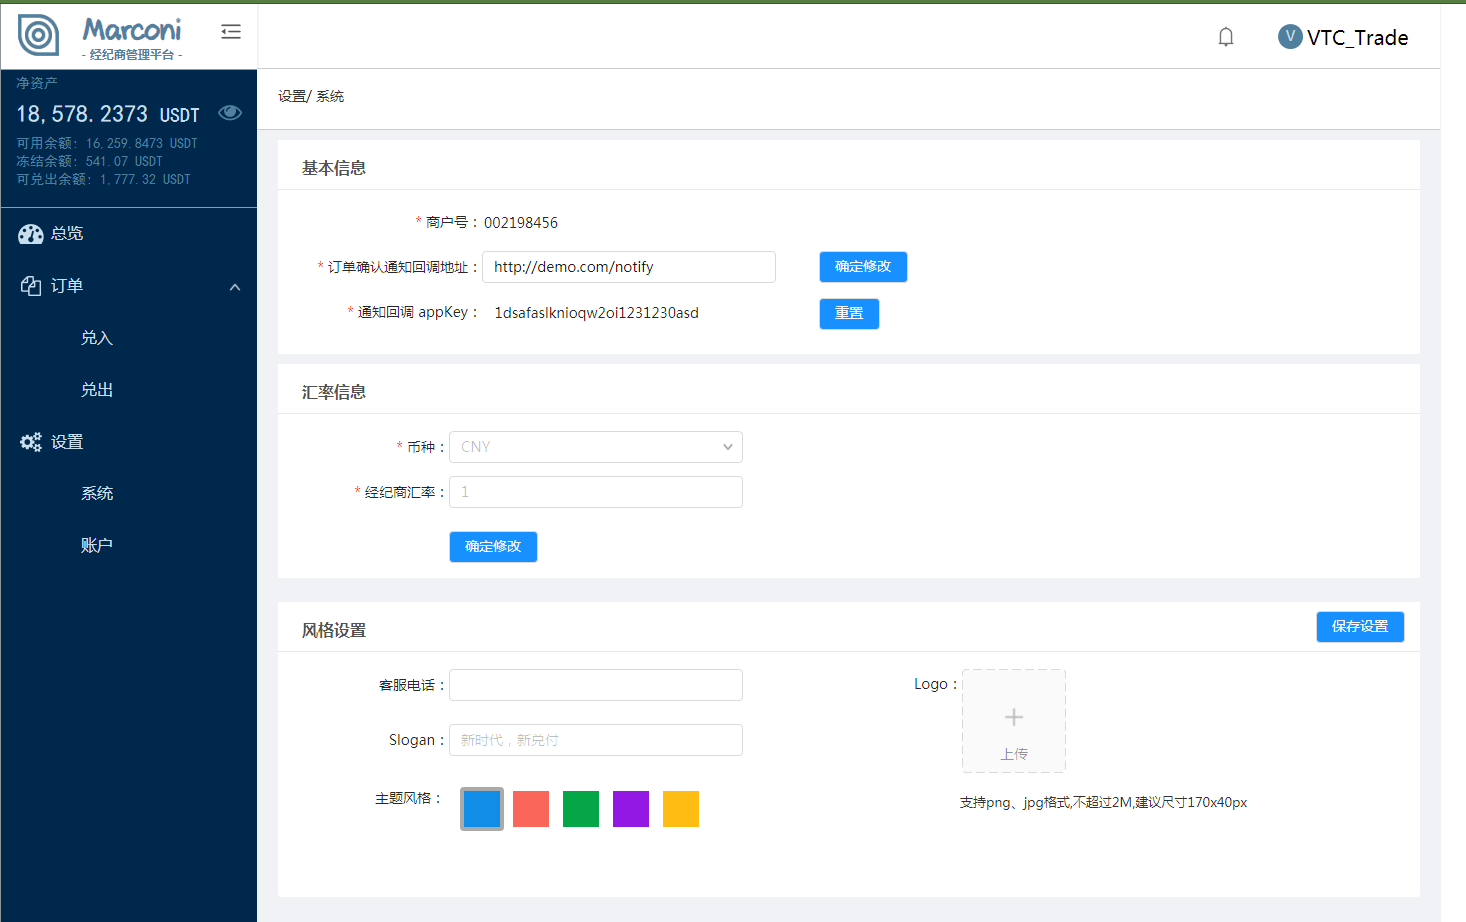 Marconi
- 经纪商管理平台 -
V VTC_Trade
净资产
18,578.2373 USDT
可用余额: 16,259.8473 USDT
冻结余额: 541.07 USDT
可兑出余额: 1,777.32 USDT
总览
订单
兑入
兑出
设置
系统
账户
设置/ 系统
基本信息
* 商户号：002198456
* 订单确认通知回调地址：http://demo.com/notify 确定修改
* 通知回调 appKey： 1dsafaslknioqw2oi1231230asd 重置
汇率信息
* 币种：CNY
* 经纪商汇率：1
确定修改
风格设置 保存设置
客服电话：
Slogan：新时代，新兑付
主题风格：
Logo：
上传
支持png、jpg格式,不超过2M,建议尺寸170x40px